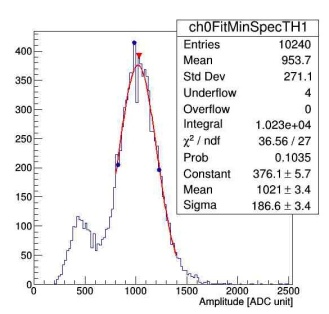 ch0FitMinSpecTH1
Entries 10240
Mean 953.7
Std Dev 271.1
Underflow 4
Overflow 0
Integral 1.023e+04
χ² / ndf 36.56 / 27
Prob 0.1035
Constant 376.1 ± 5.7
Mean 1021 ± 3.4
Sigma 186.6 ± 3.4
400
350
300
250
200
150
100
50
0
0 500 1000 1500 2000 2500
Amplitude [ADC unit]